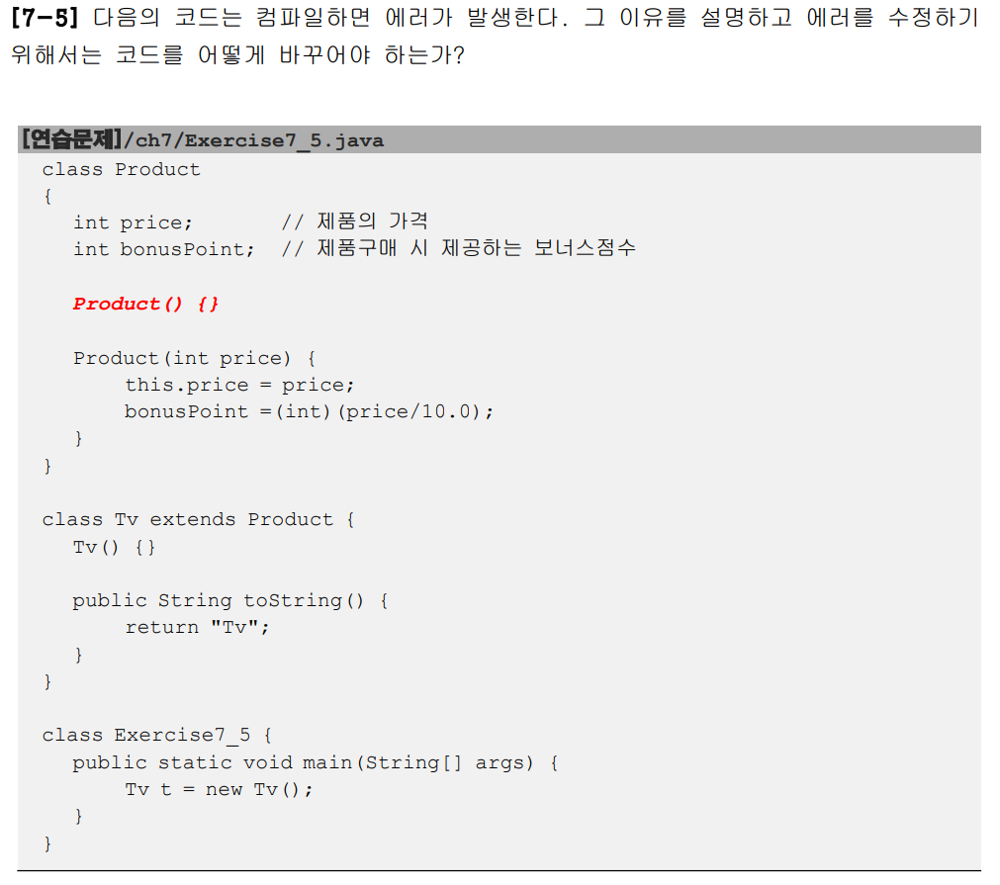 [7-5] 다음의 코드는 컴파일하면 에러가 발생한다. 그 이유를 설명하고 에러를 수정하기
위해서는 코드를 어떻게 바꾸어야 하는가?
[연습문제]/ch7/Exercise7_5.java
class Product
{
int price; // 제품의 가격
int bonusPoint; // 제품구매 시 제공하는 보너스점수
Product() {}
Product(int price) {
this.price = price;
bonusPoint =(int)(price/10.0);
}
}
class Tv extends Product {
Tv() {}
public String toString() {
return "Tv";
}
}
class Exercise7_5 {
public static void main(String[] args) {
Tv t = new Tv();
}
}